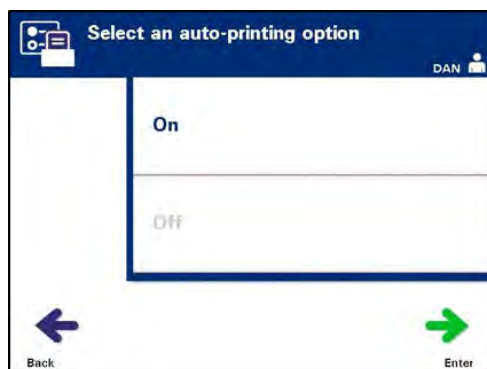 Select an auto-printing option
DAN
On
Off
Back
Enter